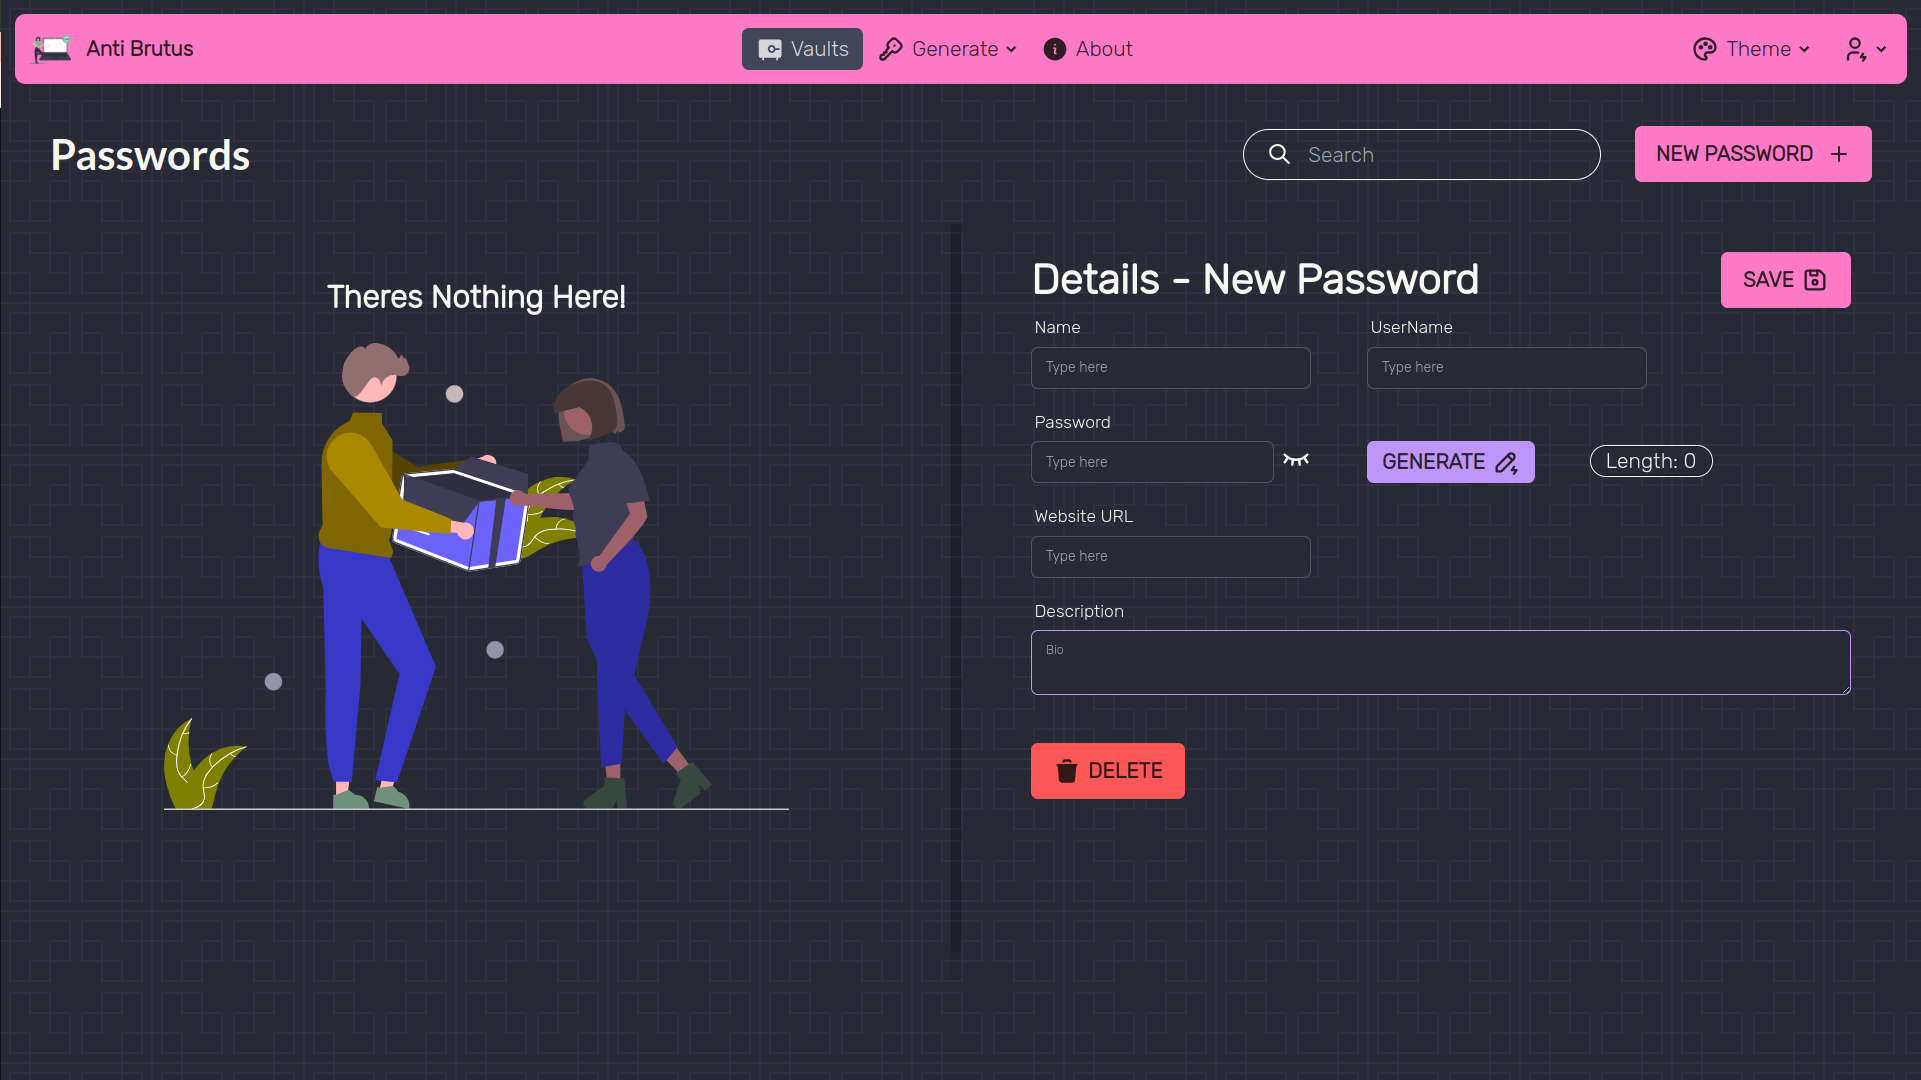 Anti Brutus
Vaults
Generate
About
Theme
Passwords
Search
NEW PASSWORD
Theres Nothing Here!
Details - New Password
SAVE
Name
UserName
Type here
Type here
Password
Type here
GENERATE
Length: 0
Website URL
Type here
Description
Bio
DELETE